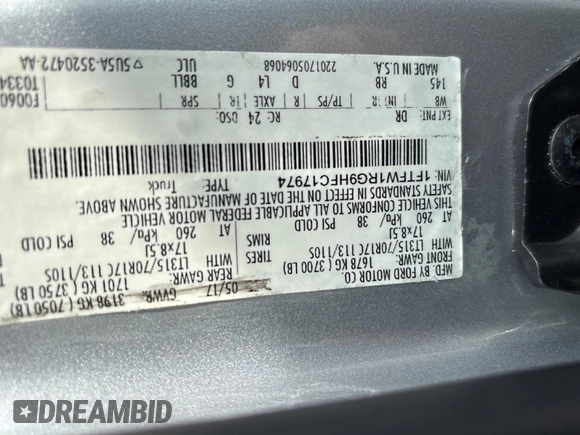 MFD. BY FORD MOTOR CO.
05/17 GVWR: 3198 KG ( 7050 LB)
FRONT GAWR: REAR GAWR:
1678 KG ( 3700 LB) 1701 KG ( 3750 LB)
LT315/70R17C 113/110S TIRES LT315/70R17C 113/110S
17X8.5J RIMS 17X8.5J
AT 260 kPa/ 38 PSI COLD AT 260 kPa/ 38 PSI COLD
THIS VEHICLE CONFORMS TO ALL APPLICABLE FEDERAL MOTOR VEHICLE
SAFETY STANDARDS IN EFFECT ON THE DATE OF MANUFACTURE SHOWN ABOVE.
VIN: 1FTFW1RG9HFC17974 TYPE: Truck
EXT PNT: RC: 24 DSO: F0060
DR
WB INT TR TP/PS R AXLE TR SPR T0334
145 RB D L4 G BBLL
MADE IN U.S.A. ULC
2201705064068 5U5A-3520472-AA
DREAMBID